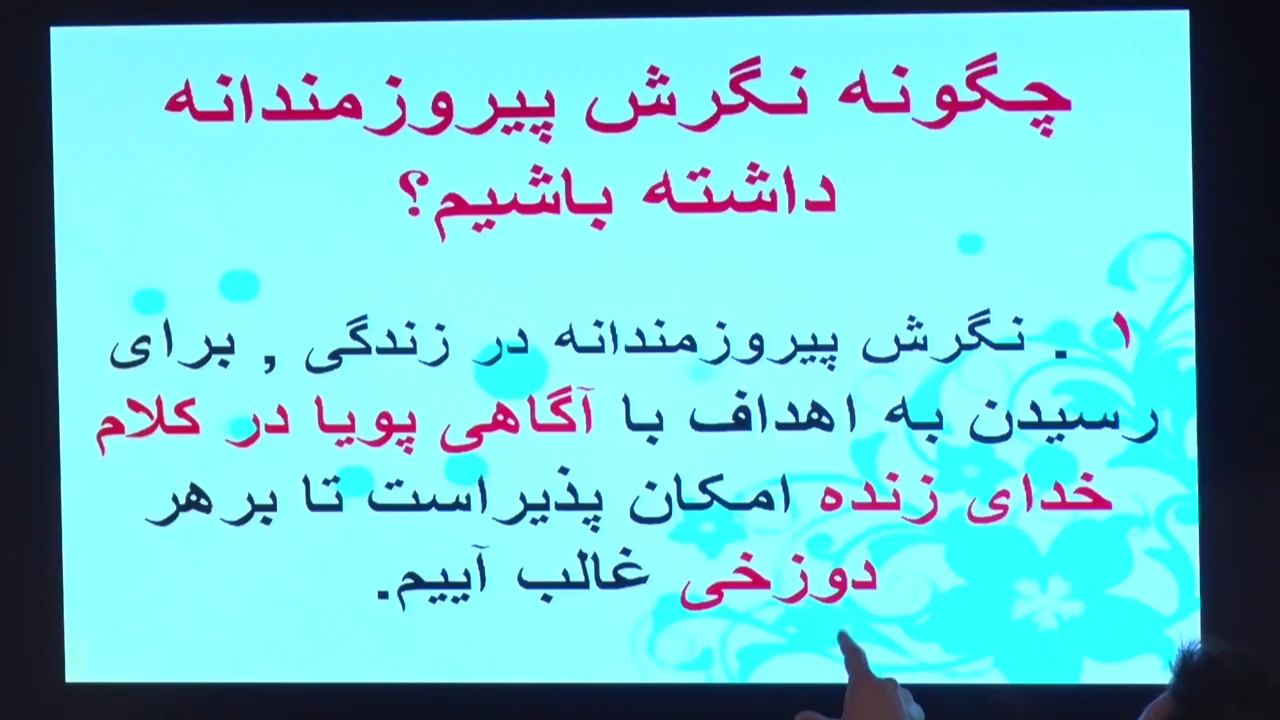 چگونه نگرش پیروزمندانه
داشته باشیم؟
۱ . نگرش پیروزمندانه در زندگی , برای
رسیدن به اهداف با آگاهی پویا در کلام
خدای زنده امکان پذیراست تا برهر
دوزخی غالب آییم.